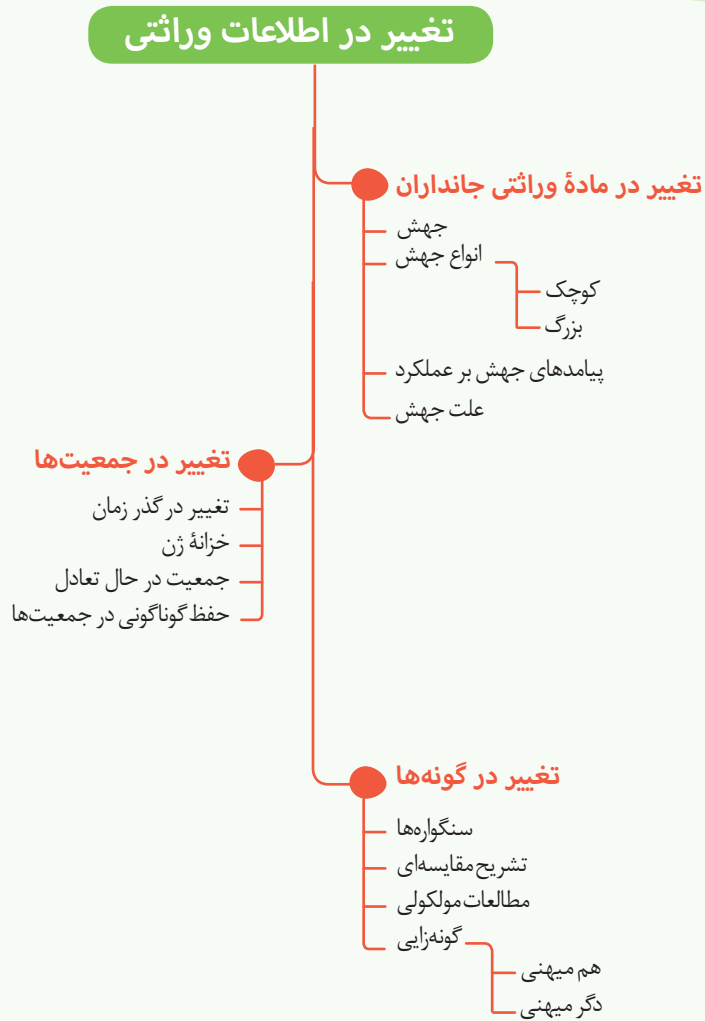 تغییر در اطلاعات وراثتی
تغییر در مادۀ وراثتی جانداران
جهش
انواع جهش
کوچک
بزرگ
پیامدهای جهش بر عملکرد
علت جهش
تغییر در جمعیت‌ها
تغییر در گذر زمان
خزانۀ ژن
جمعیت در حال تعادل
حفظ گوناگونی در جمعیت‌ها
تغییر در گونه‌ها
سنگواره‌ها
تشریح مقایسه‌ای
مطالعات مولکولی
گونه‌زایی
هم میهنی
دگر میهنی